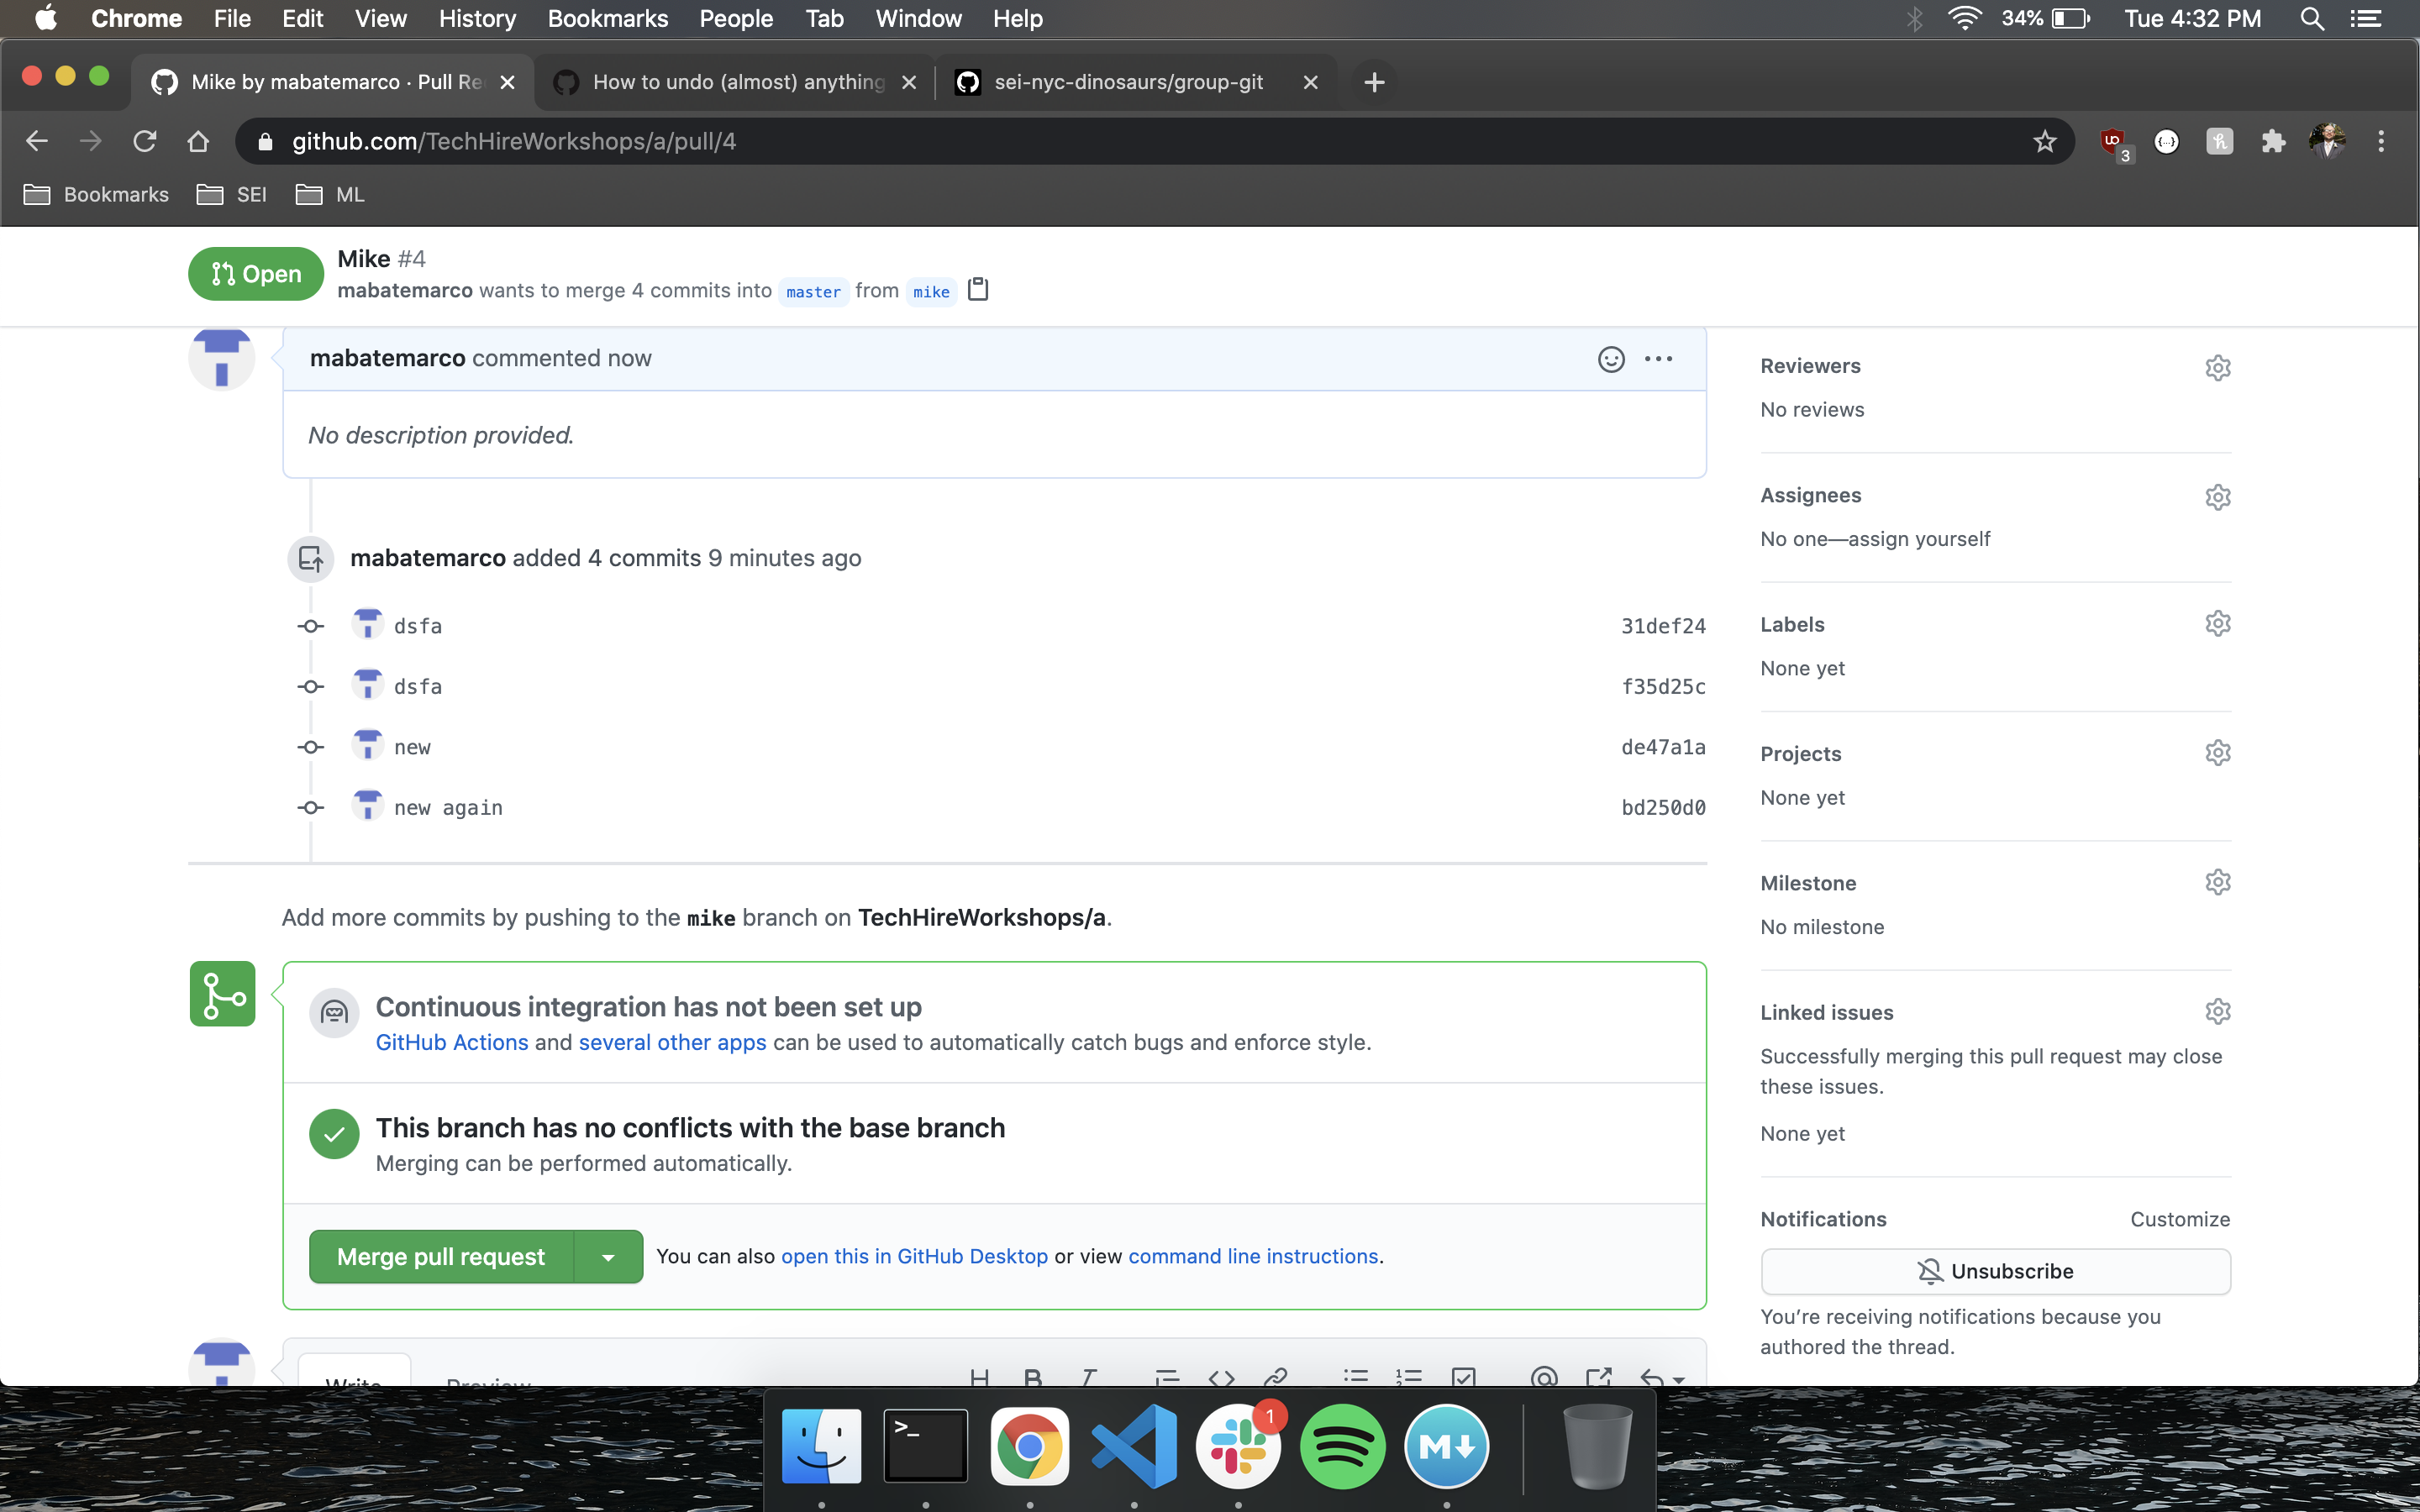 Chrome File Edit View History Bookmarks People Tab Window Help 34% Tue 4:32 PM
Mike by mabatemarco · Pull Re How to undo (almost) anything sei-nyc-dinosaurs/group-git
github.com/TechHireWorkshops/a/pull/4 3
Bookmarks SEI ML
Open
Mike #4
mabatemarco wants to merge 4 commits into master from mike
mabatemarco commented now
No description provided.
mabatemarco added 4 commits 9 minutes ago
dsfa 31def24
dsfa f35d25c
new de47a1a
new again bd250d0
Add more commits by pushing to the mike branch on TechHireWorkshops/a.
Continuous integration has not been set up
GitHub Actions and several other apps can be used to automatically catch bugs and enforce style.
This branch has no conflicts with the base branch
Merging can be performed automatically.
Merge pull request You can also open this in GitHub Desktop or view command line instructions.
Write Preview
Reviewers
No reviews
Assignees
No one—assign yourself
Labels
None yet
Projects
None yet
Milestone
No milestone
Linked issues
Successfully merging this pull request may close
these issues.
None yet
Notifications Customize
Unsubscribe
You're receiving notifications because you
authored the thread.
1